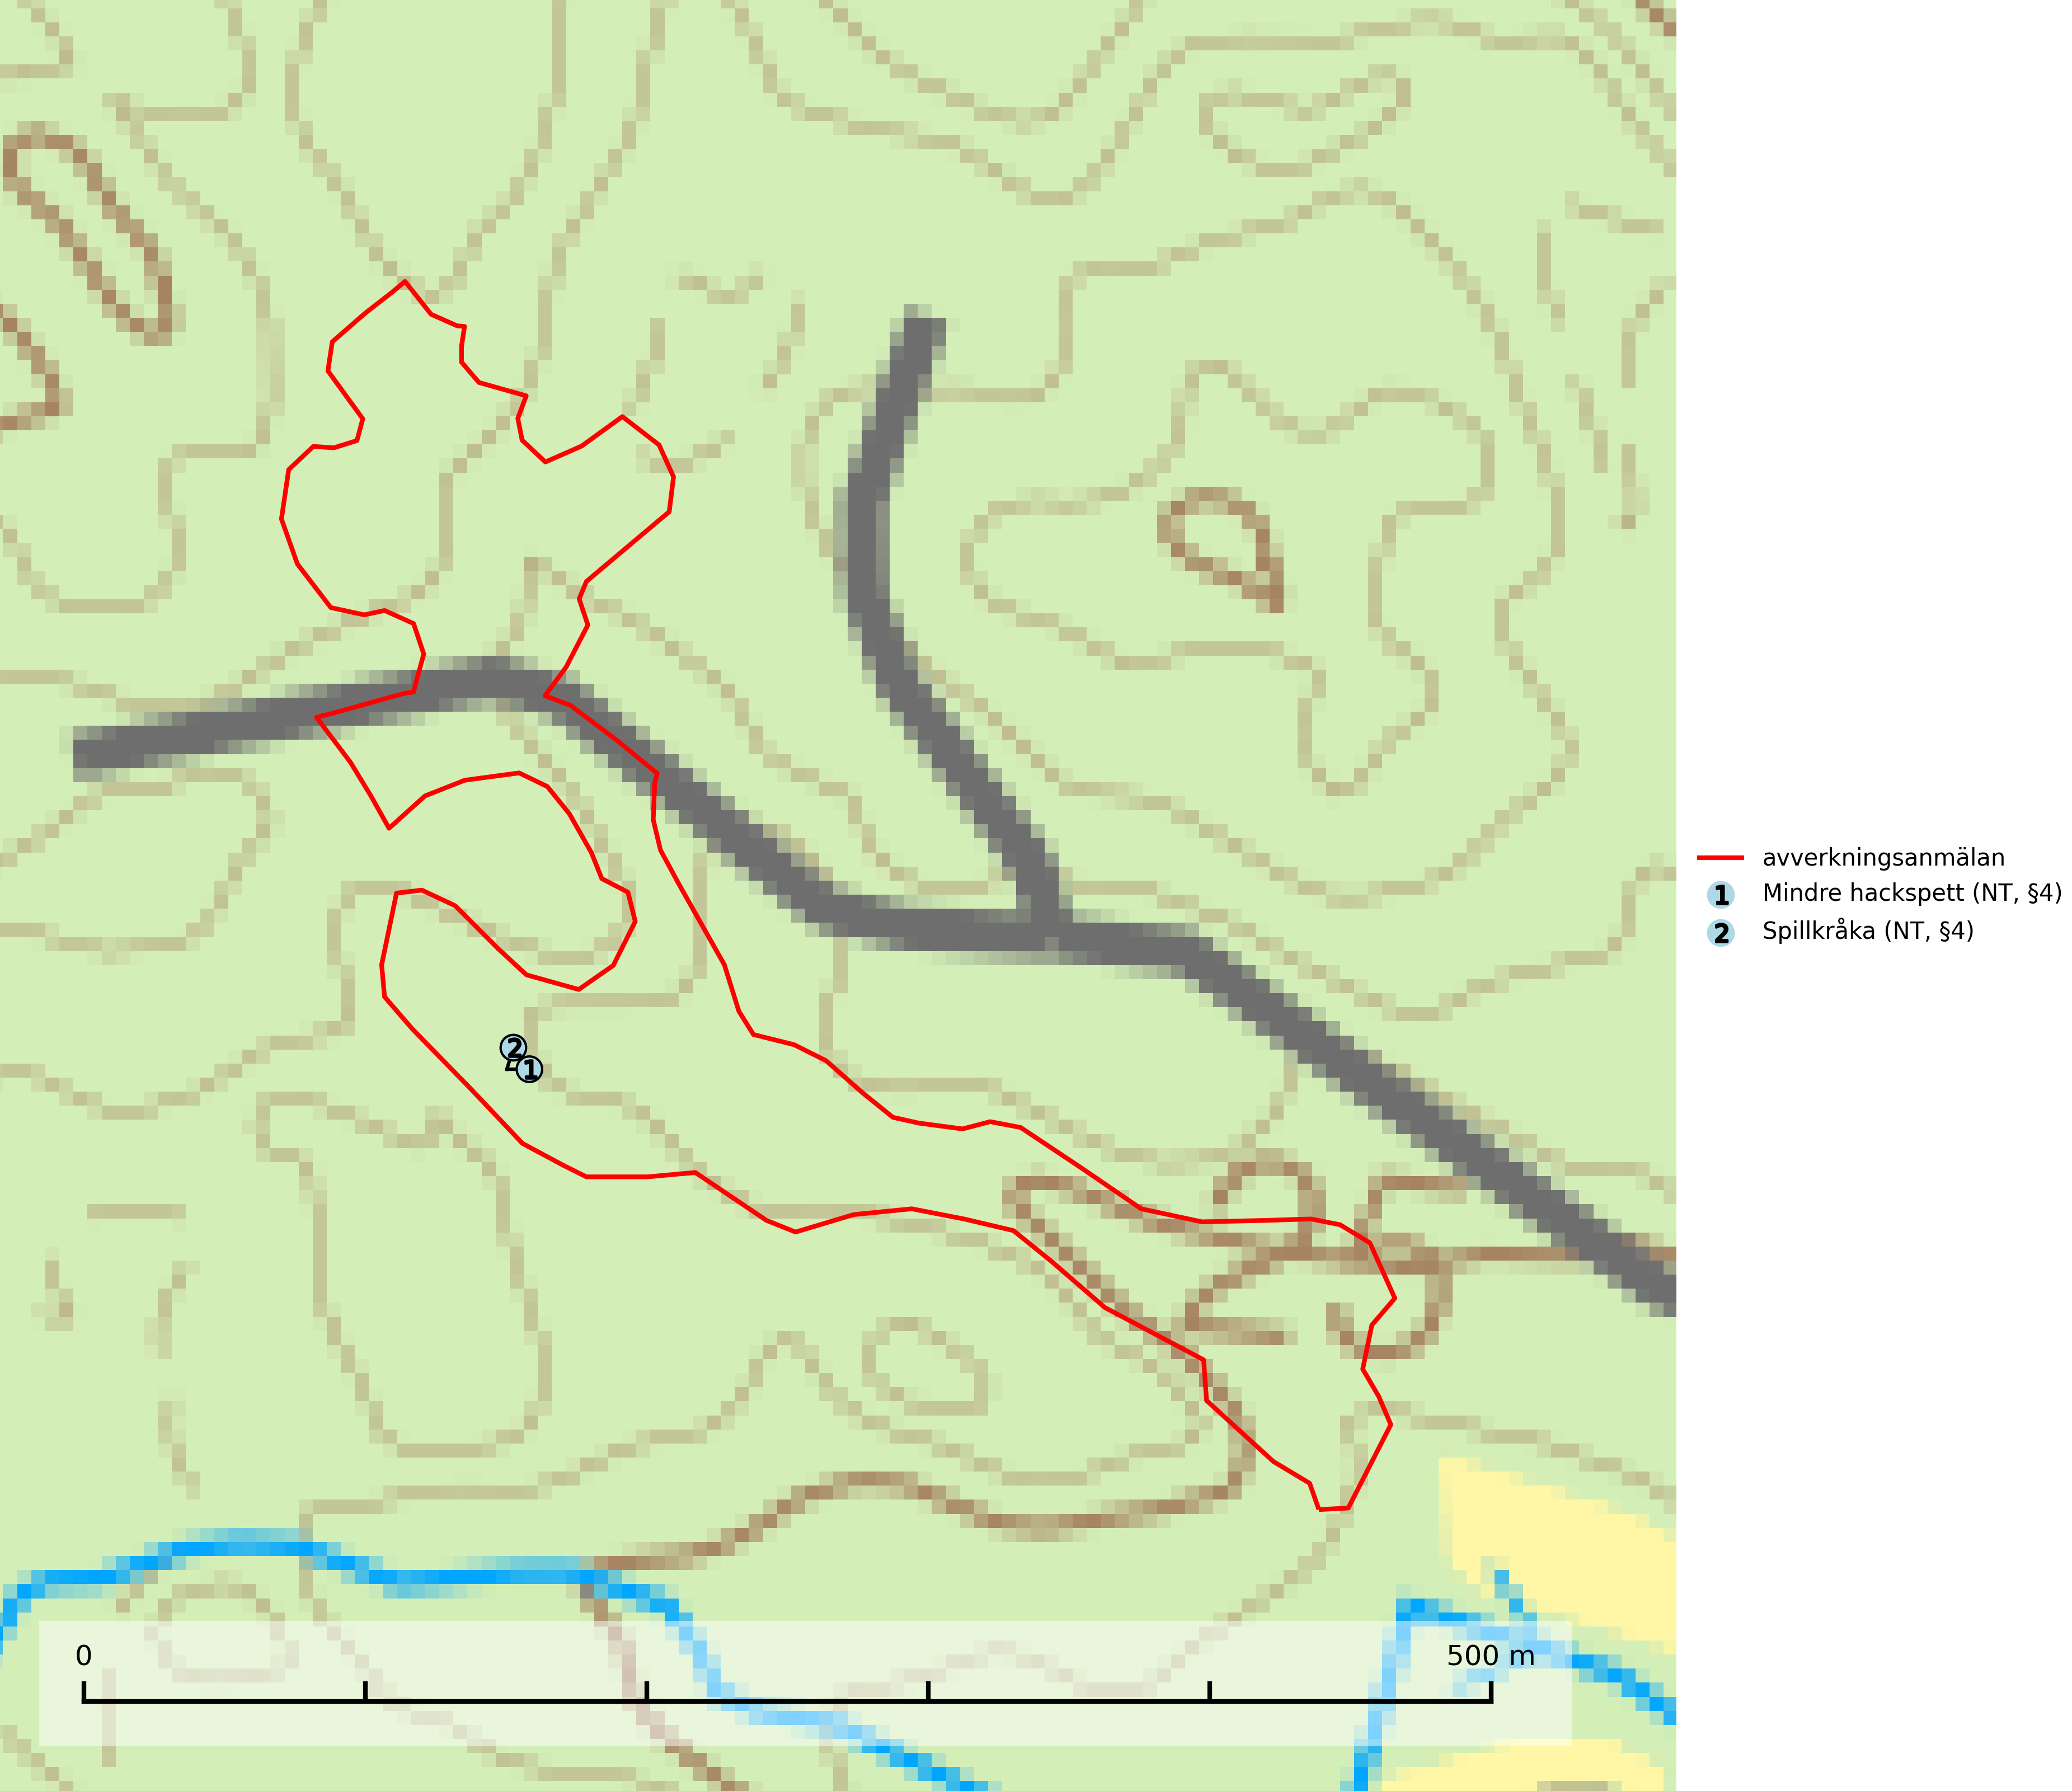 avverkningsanmälan
1 Mindre hackspett (NT, §4)
2 Spillkråka (NT, §4)
2
1
0 500 m